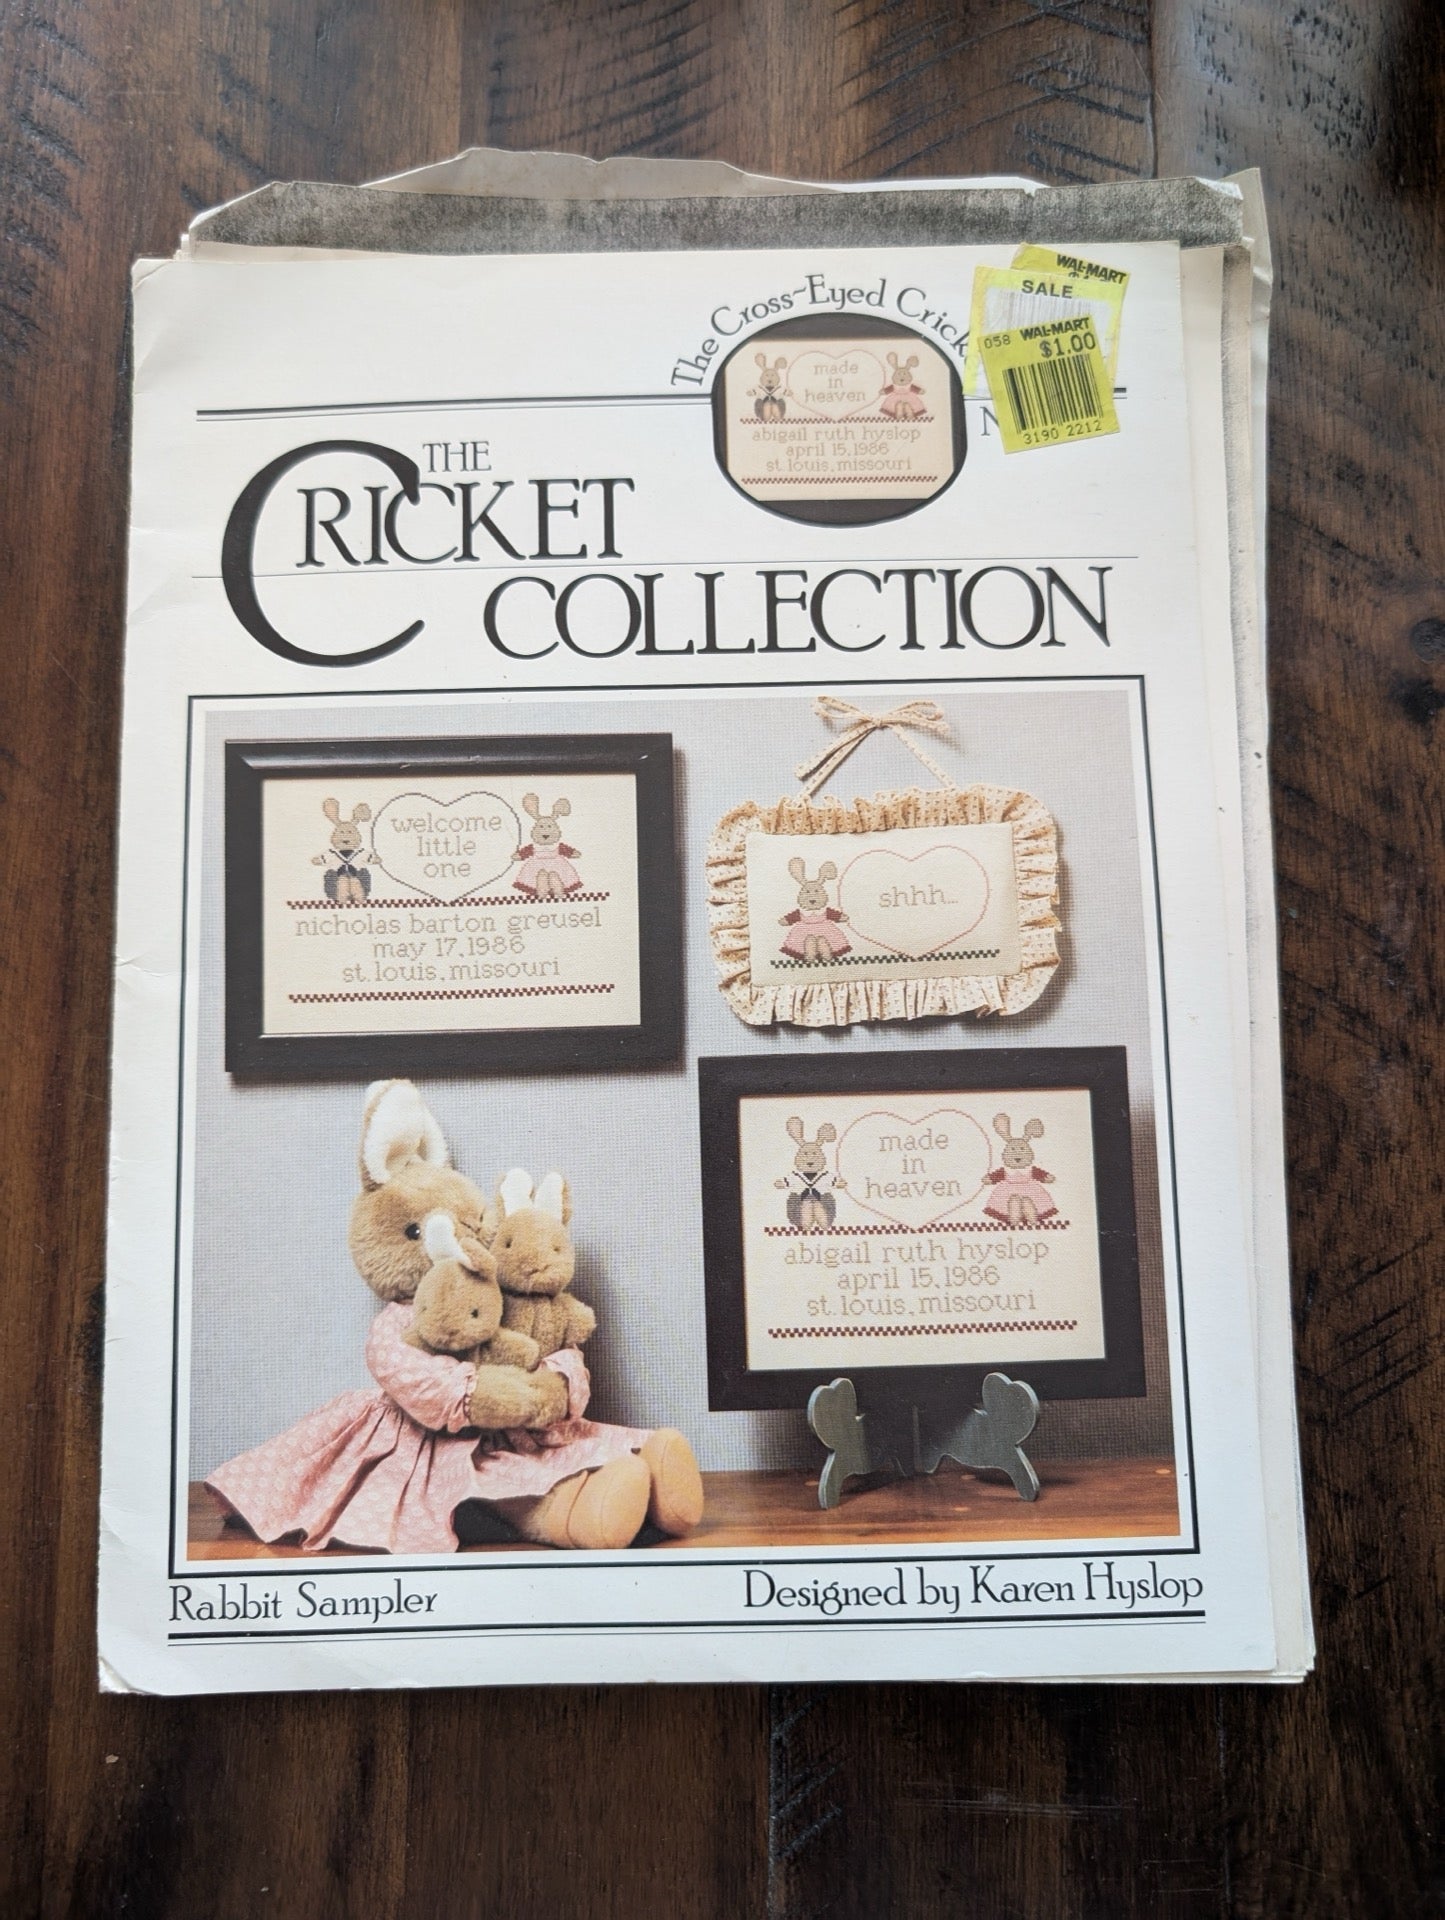 The Cross-Eyed
WAL-MART
SALE
058 WAL-MART
$1.00
3190 2212
made
in
heaven
abigail ruth hyslop
april 15, 1986
st. louis, missouri
THE
CRICKET
COLLECTION
welcome
little
one
nicholas barton greusel
may 17, 1986
st. louis, missouri
shhh...
made
in
heaven
abigail ruth hyslop
april 15, 1986
st. louis, missouri
Rabbit Sampler
Designed by Karen Hyslop